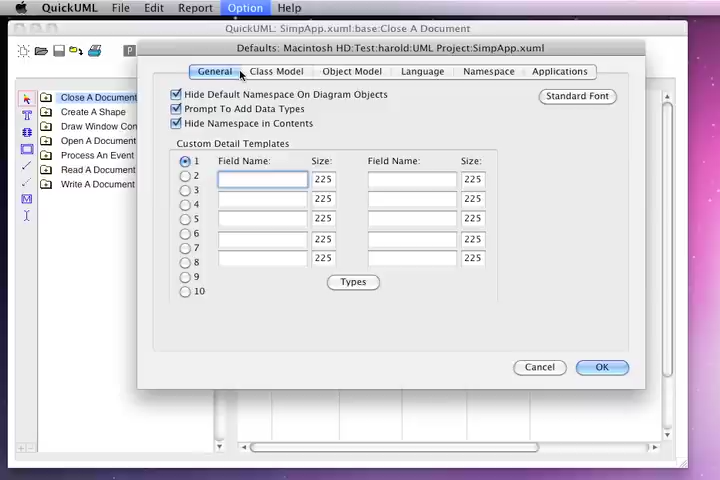 QuickUML File Edit Report Option Help
QuickUML: SimpApp.xuml:base:Close A Document
Defaults: Macintosh HD:Test:harold:UML Project:SimpApp.xuml
General Class Model Object Model Language Namespace Applications
Hide Default Namespace On Diagram Objects
Standard Font
Prompt To Add Data Types
Hide Namespace in Contents
Custom Detail Templates
1 Field Name: Size: Field Name: Size:
2 225 225
3 225 225
4
5 225 225
6 225 225
7
8 225 225
9
10
Types
Cancel OK
P
Close A Document
Create A Shape
Draw Window Con
Open A Document
Process An Event
Read A Document
Write A Document
T
M